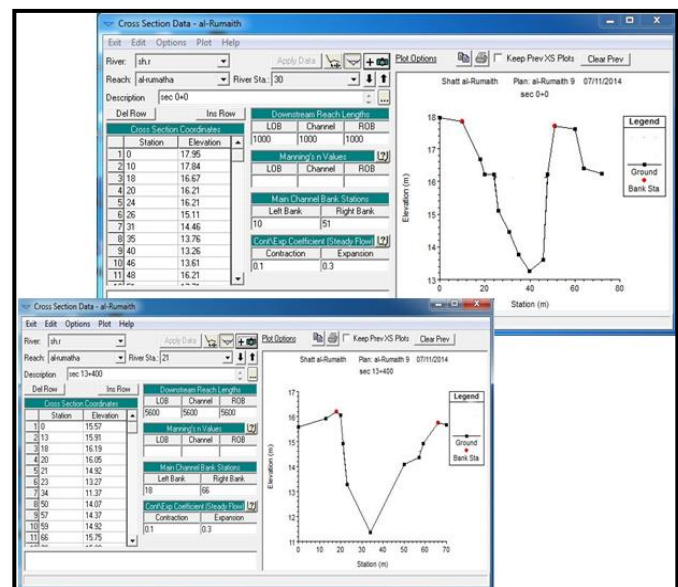 Cross Section Data - al-Rumaith
Exit Edit Options Plot Help
River: sh.r
Apply Data
Plot Options
Keep Prev XS Plots
Clear Prev
Reach: al-rumatha
River Sta.: 30
Description sec 0+0
Del Row
Ins Row
Cross Section Coordinates
Station Elevation
1 0 17.95
2 10 17.84
3 18 16.67
4 20 16.21
5 24 16.21
6 26 15.11
7 31 14.46
8 35 13.76
9 40 13.26
10 46 13.61
11 48 16.21
Downstream Reach Lengths
LOB Channel ROB
1000 1000 1000
Manning's n Values
LOB Channel ROB
Main Channel Bank Stations
Left Bank Right Bank
10 51
Cont\Exp Coefficient (Steady Flow)
Contraction Expansion
0.1 0.3
Shatt al-Rumaith Plan: al-Rumaith 9 07/11/2014
sec 0+0
Elevation (m)
18
17
16
15
14
13
0 20 40 60 80
Station (m)
Legend
Ground
Bank Sta
Cross Section Data - al-Rumaith
Exit Edit Options Plot Help
River: sh.r
Apply Data
Plot Options
Keep Prev XS Plots
Clear Prev
Reach: al-rumatha
River Sta.: 21
Description sec 13+400
Del Row
Ins Row
Cross Section Coordinates
Station Elevation
1 0 15.57
2 13 15.91
3 18 16.19
4 20 16.05
5 21 14.92
6 23 13.27
7 34 11.37
8 50 14.07
9 57 14.37
10 59 14.92
11 66 15.75
Downstream Reach Lengths
LOB Channel ROB
5600 5600 5600
Manning's n Values
LOB Channel ROB
Main Channel Bank Stations
Left Bank Right Bank
18 66
Cont\Exp Coefficient (Steady Flow)
Contraction Expansion
0.1 0.3
Shatt al-Rumaith Plan: al-Rumaith 9 07/11/2014
sec 13+400
Elevation (m)
17
16
15
14
13
12
11
0 10 20 30 40 50 60 70
Station (m)
Legend
Ground
Bank Sta